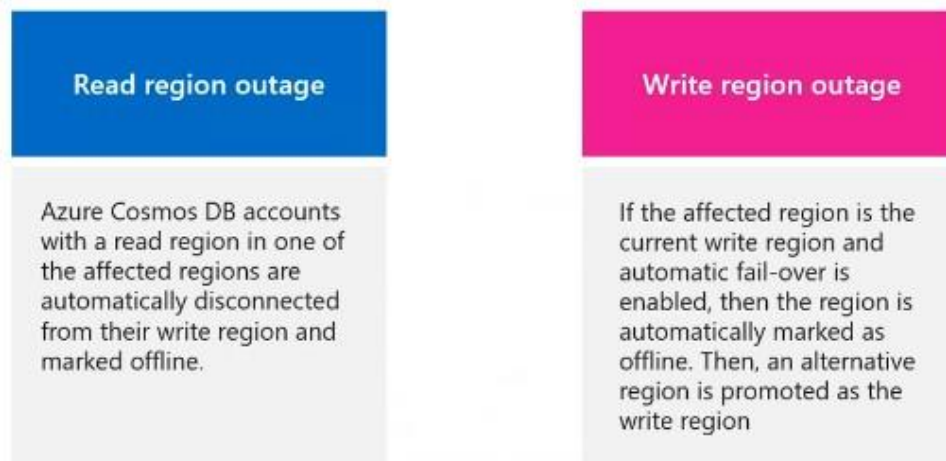 Read region outage
Azure Cosmos DB accounts
with a read region in one of
the affected regions are
automatically disconnected
from their write region and
marked offline.
Write region outage
If the affected region is the
current write region and
automatic fail-over is
enabled, then the region is
automatically marked as
offline. Then, an alternative
region is promoted as the
write region